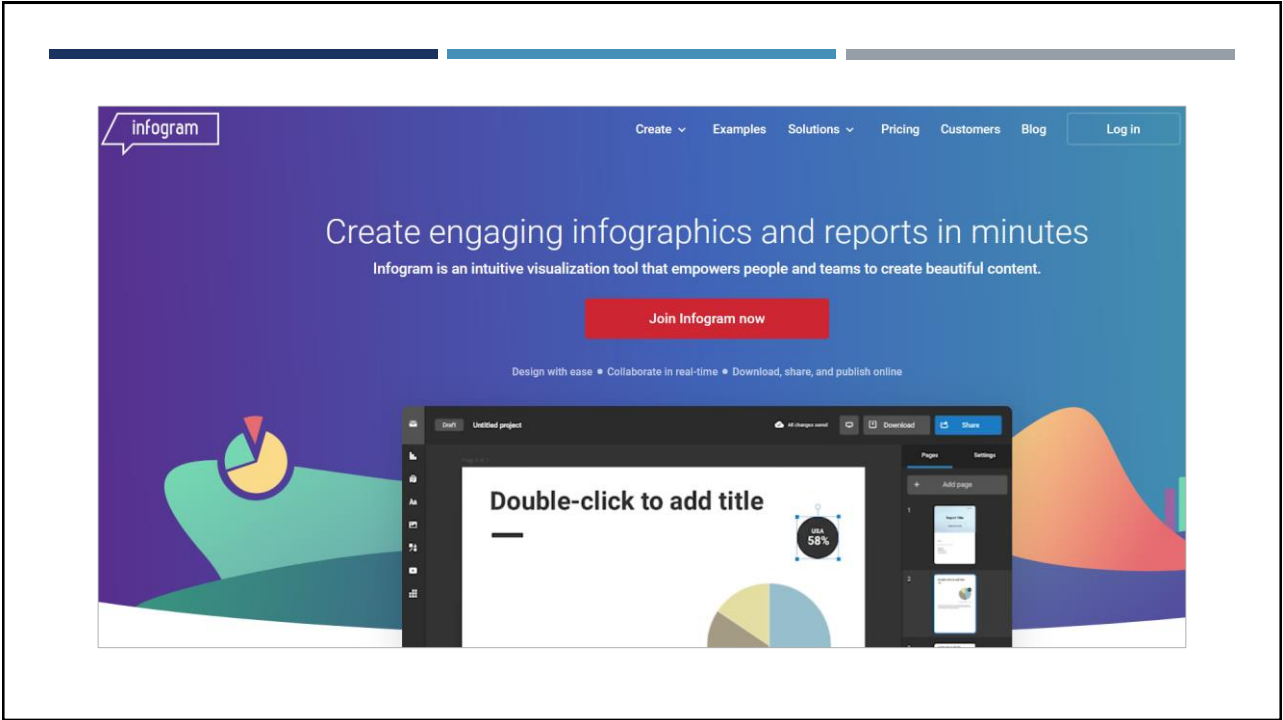 infogram
Create Examples Solutions Pricing Customers Blog Log in
Create engaging infographics and reports in minutes
Infogram is an intuitive visualization tool that empowers people and teams to create beautiful content.
Join Infogram now
Design with ease • Collaborate in real-time • Download, share, and publish online
Draft Untitled project All changes saved Download Share
Pages Settings
+ Add page
Double-click to add title
USA
58%
1
Report Title
2